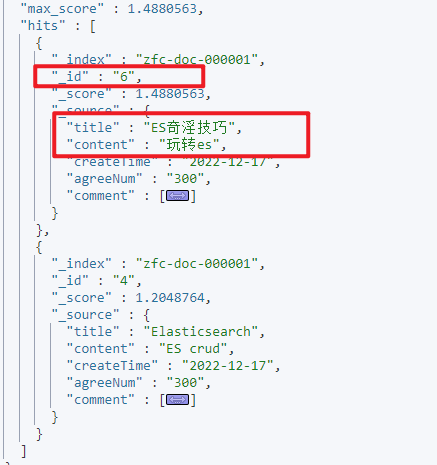 "max_score" : 1.4880563,
"hits" : [
{
"_index" : "zfc-doc-000001",
"_id" : "6",
"_score" : 1.4880563,
"_source" : {
"title" : "ES奇淫技巧",
"content" : "玩转es",
"createTime" : "2022-12-17",
"agreeNum" : "300",
"comment" : [
]
}
},
{
"_index" : "zfc-doc-000001",
"_id" : "4",
"_score" : 1.2048764,
"_source" : {
"title" : "Elasticsearch",
"content" : "ES crud",
"createTime" : "2022-12-17",
"agreeNum" : "300",
"comment" : [
]
}
}
]